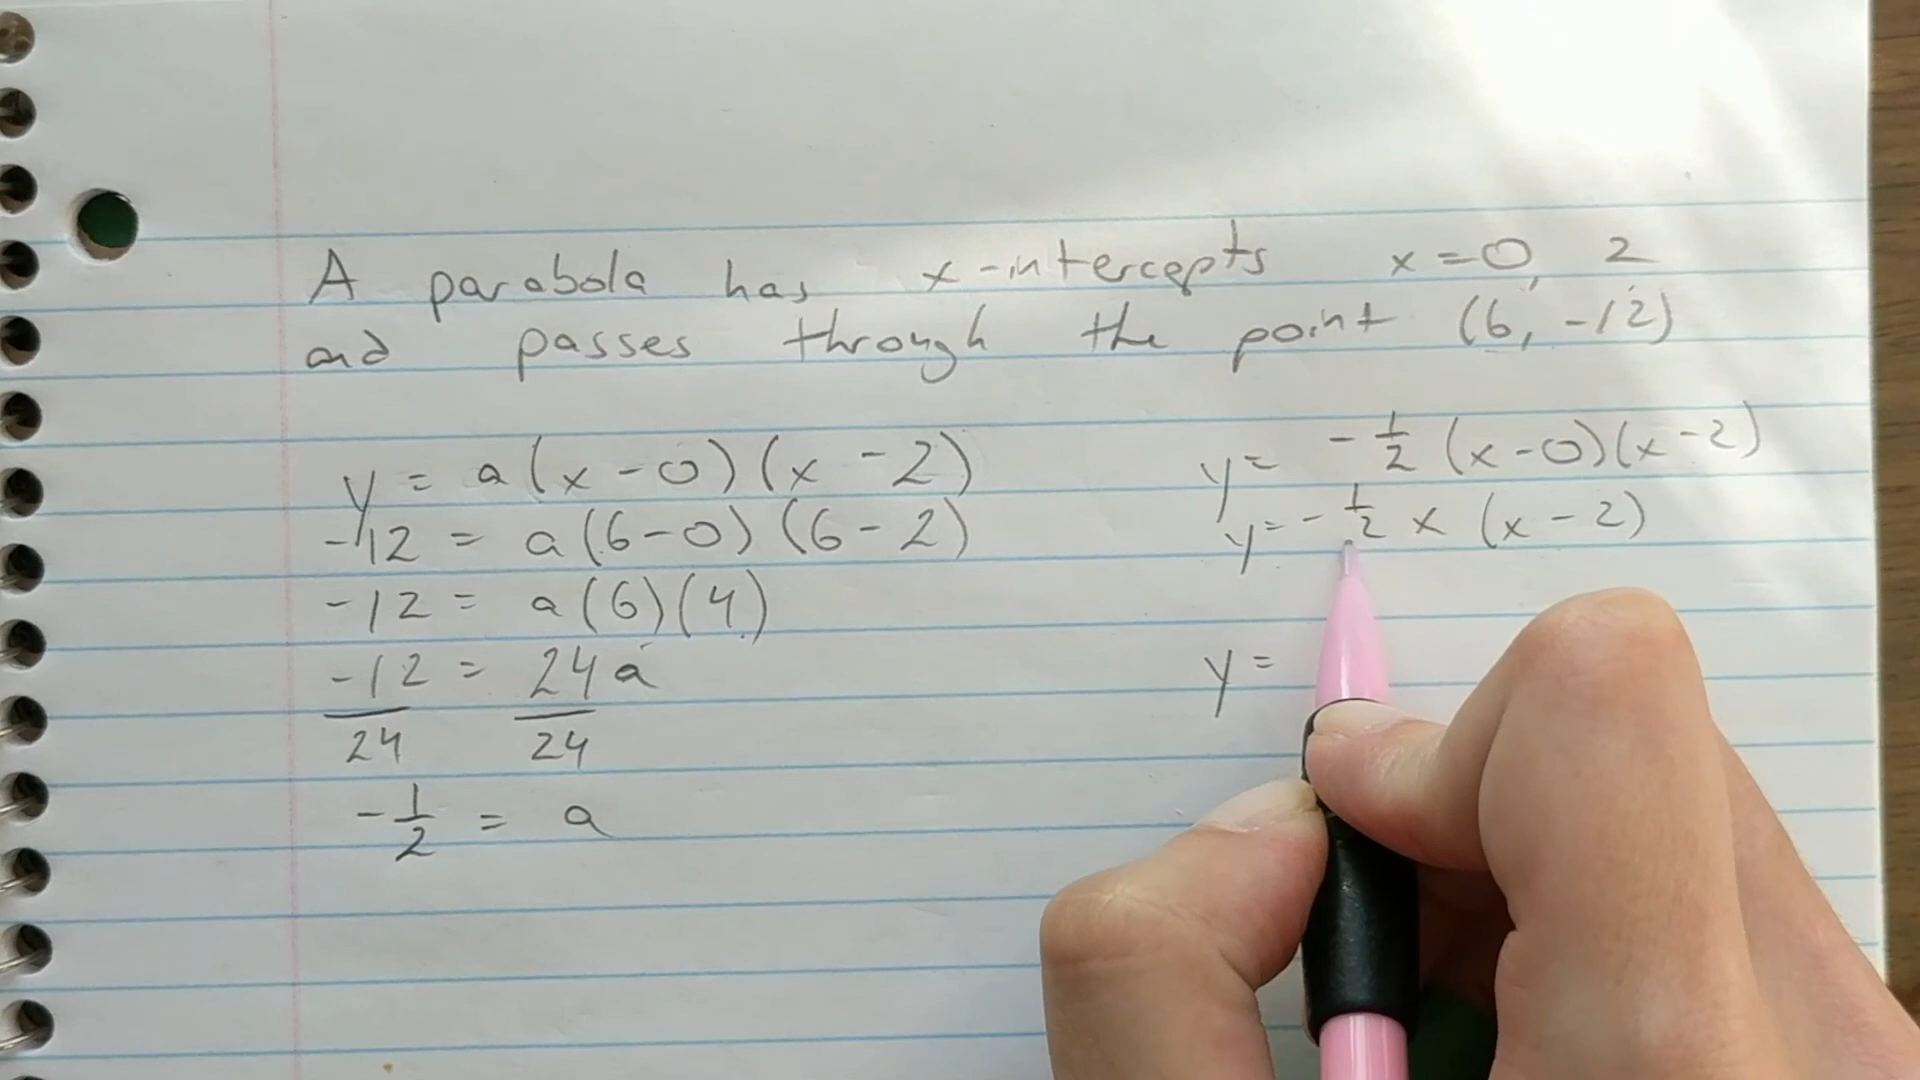 A parabola has x-intercepts x=0, 2
and passes through the point (6, -12)
y = a(x-0)(x-2)
-12 = a(6-0)(6-2)
-12 = a(6)(4)
-12 = 24a
24 24
-1/2 = a
y = -1/2 (x-0)(x-2)
y = -1/2 x (x-2)
y =